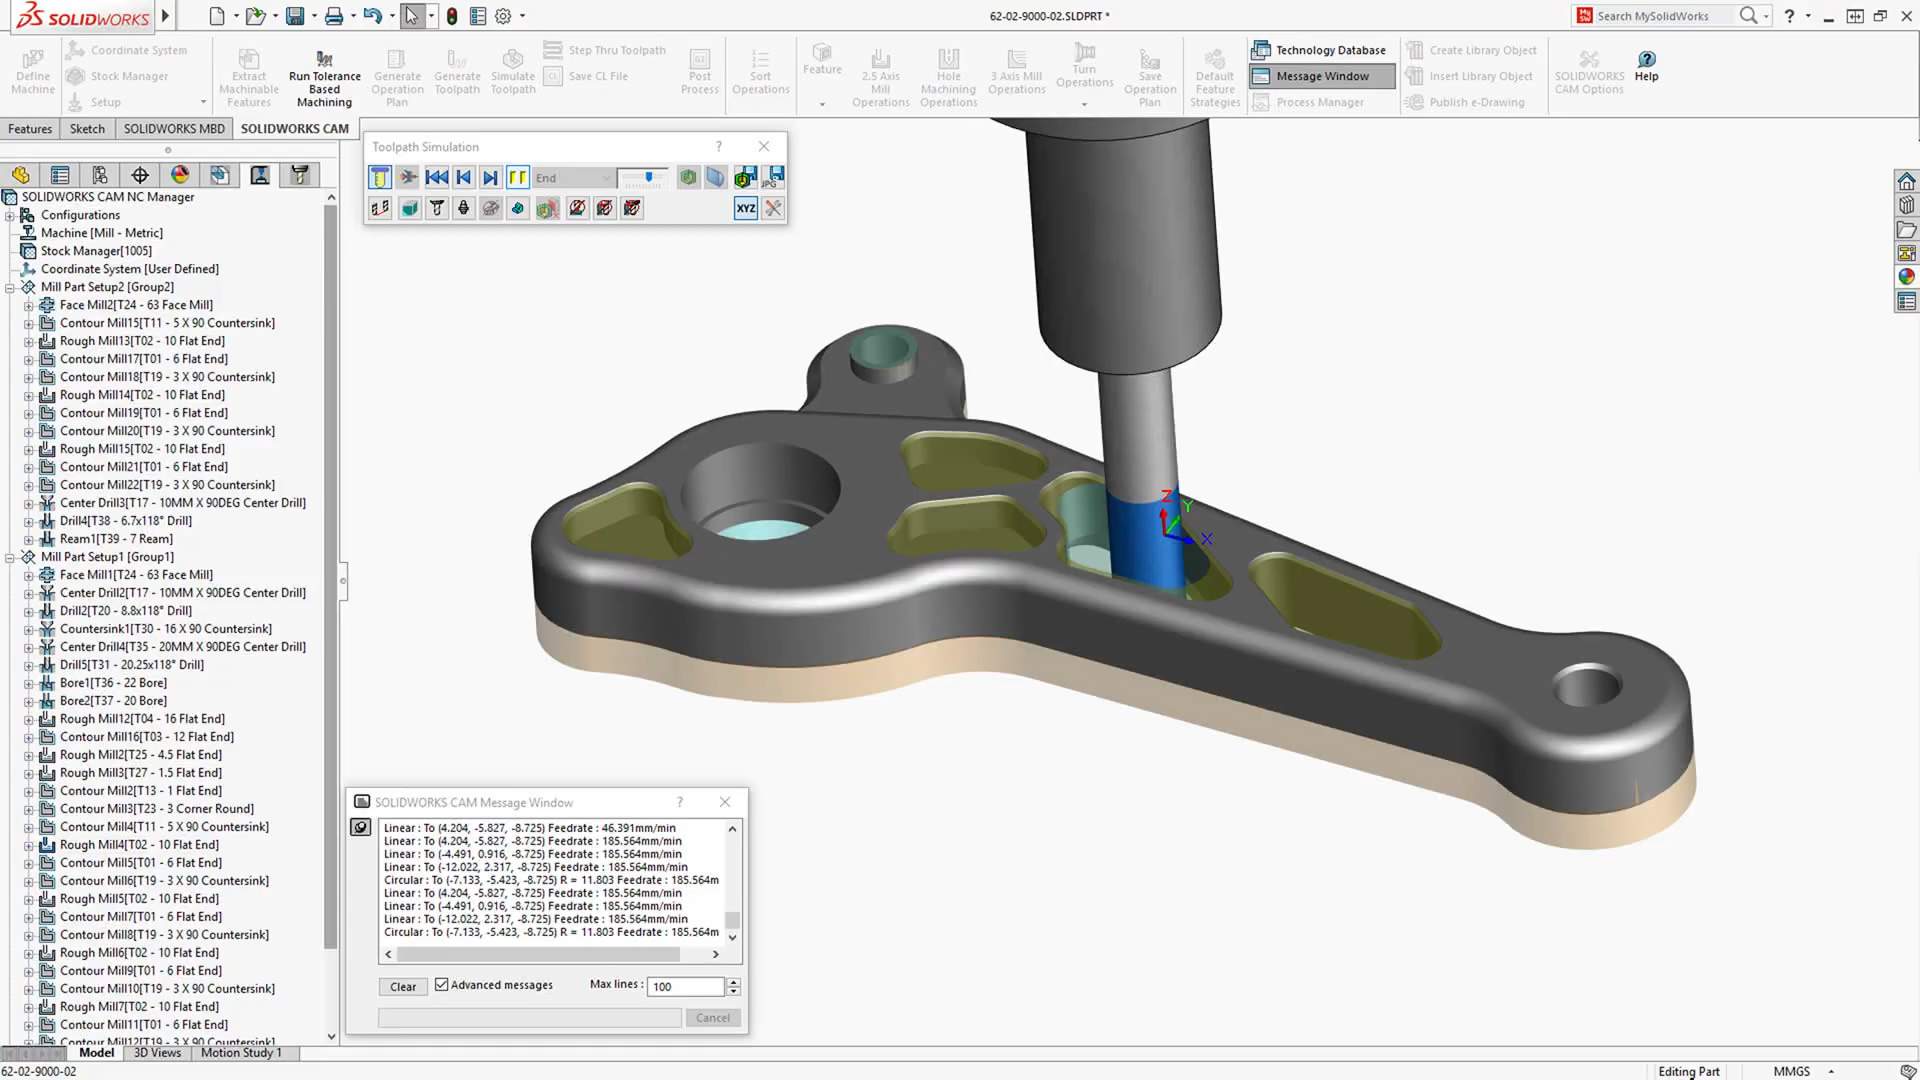 SOLIDWORKS
62-02-9000-02.SLDPRT *
Search MySolidWorks
Define Machine
Coordinate System
Stock Manager
Setup
Extract Machinable Features
Run Tolerance Based Machining
Generate Operation Plan
Generate Toolpath
Simulate Toolpath
Step Thru Toolpath
Save CL File
Post Process
Sort Operations
Feature
2.5 Axis Mill Operations
Hole Machining Operations
3 Axis Mill Operations
Turn Operations
Save Operation Plan
Default Feature Strategies
Technology Database
Message Window
Process Manager
Create Library Object
Insert Library Object
Publish e-Drawing
SOLIDWORKS CAM Options
Help
Features
Sketch
SOLIDWORKS MBD
SOLIDWORKS CAM
Toolpath Simulation
?
End
JPG
XYZ
SOLIDWORKS CAM NC Manager
Configurations
Machine [Mill - Metric]
Stock Manager[1005]
Coordinate System [User Defined]
Mill Part Setup2 [Group2]
Face Mill2[T24 - 63 Face Mill]
Contour Mill15[T11 - 5 X 90 Countersink]
Rough Mill13[T02 - 10 Flat End]
Contour Mill17[T01 - 6 Flat End]
Contour Mill18[T19 - 3 X 90 Countersink]
Rough Mill14[T02 - 10 Flat End]
Contour Mill19[T01 - 6 Flat End]
Contour Mill20[T19 - 3 X 90 Countersink]
Rough Mill15[T02 - 10 Flat End]
Contour Mill21[T01 - 6 Flat End]
Contour Mill22[T19 - 3 X 90 Countersink]
Center Drill3[T17 - 10MM X 90DEG Center Drill]
Drill4[T38 - 6.7x118° Drill]
Ream1[T39 - 7 Ream]
Mill Part Setup1 [Group1]
Face Mill1[T24 - 63 Face Mill]
Center Drill2[T17 - 10MM X 90DEG Center Drill]
Drill2[T20 - 8.8x118° Drill]
Countersink1[T30 - 16 X 90 Countersink]
Center Drill4[T35 - 20MM X 90DEG Center Drill]
Drill5[T31 - 20.25x118° Drill]
Bore1[T36 - 22 Bore]
Bore2[T37 - 20 Bore]
Rough Mill12[T04 - 16 Flat End]
Contour Mill16[T03 - 12 Flat End]
Rough Mill2[T25 - 4.5 Flat End]
Rough Mill3[T27 - 1.5 Flat End]
Contour Mill2[T13 - 1 Flat End]
Contour Mill3[T23 - 3 Corner Round]
Contour Mill4[T11 - 5 X 90 Countersink]
Rough Mill4[T02 - 10 Flat End]
Contour Mill5[T01 - 6 Flat End]
Contour Mill6[T19 - 3 X 90 Countersink]
Rough Mill5[T02 - 10 Flat End]
Contour Mill7[T01 - 6 Flat End]
Contour Mill8[T19 - 3 X 90 Countersink]
Rough Mill6[T02 - 10 Flat End]
Contour Mill9[T01 - 6 Flat End]
Contour Mill10[T19 - 3 X 90 Countersink]
Rough Mill7[T02 - 10 Flat End]
Contour Mill11[T01 - 6 Flat End]
Contour Mill12[T19 - 3 X 90 Countersink]
Z
Y
X
SOLIDWORKS CAM Message Window
?
Linear : To (4.204, -5.827, -8.725) Feedrate : 46.391mm/min
Linear : To (4.204, -5.827, -8.725) Feedrate : 185.564mm/min
Linear : To (-4.491, 0.916, -8.725) Feedrate : 185.564mm/min
Linear : To (-12.022, 2.317, -8.725) Feedrate : 185.564mm/min
Circular : To (-7.133, -5.423, -8.725) R = 11.803 Feedrate : 185.564m
Linear : To (4.204, -5.827, -8.725) Feedrate : 185.564mm/min
Linear : To (-4.491, 0.916, -8.725) Feedrate : 185.564mm/min
Linear : To (-12.022, 2.317, -8.725) Feedrate : 185.564mm/min
Circular : To (-7.133, -5.423, -8.725) R = 11.803 Feedrate : 185.564m
Clear
Advanced messages
Max lines :
100
Cancel
Model
3D Views
Motion Study 1
62-02-9000-02
Editing Part
MMGS